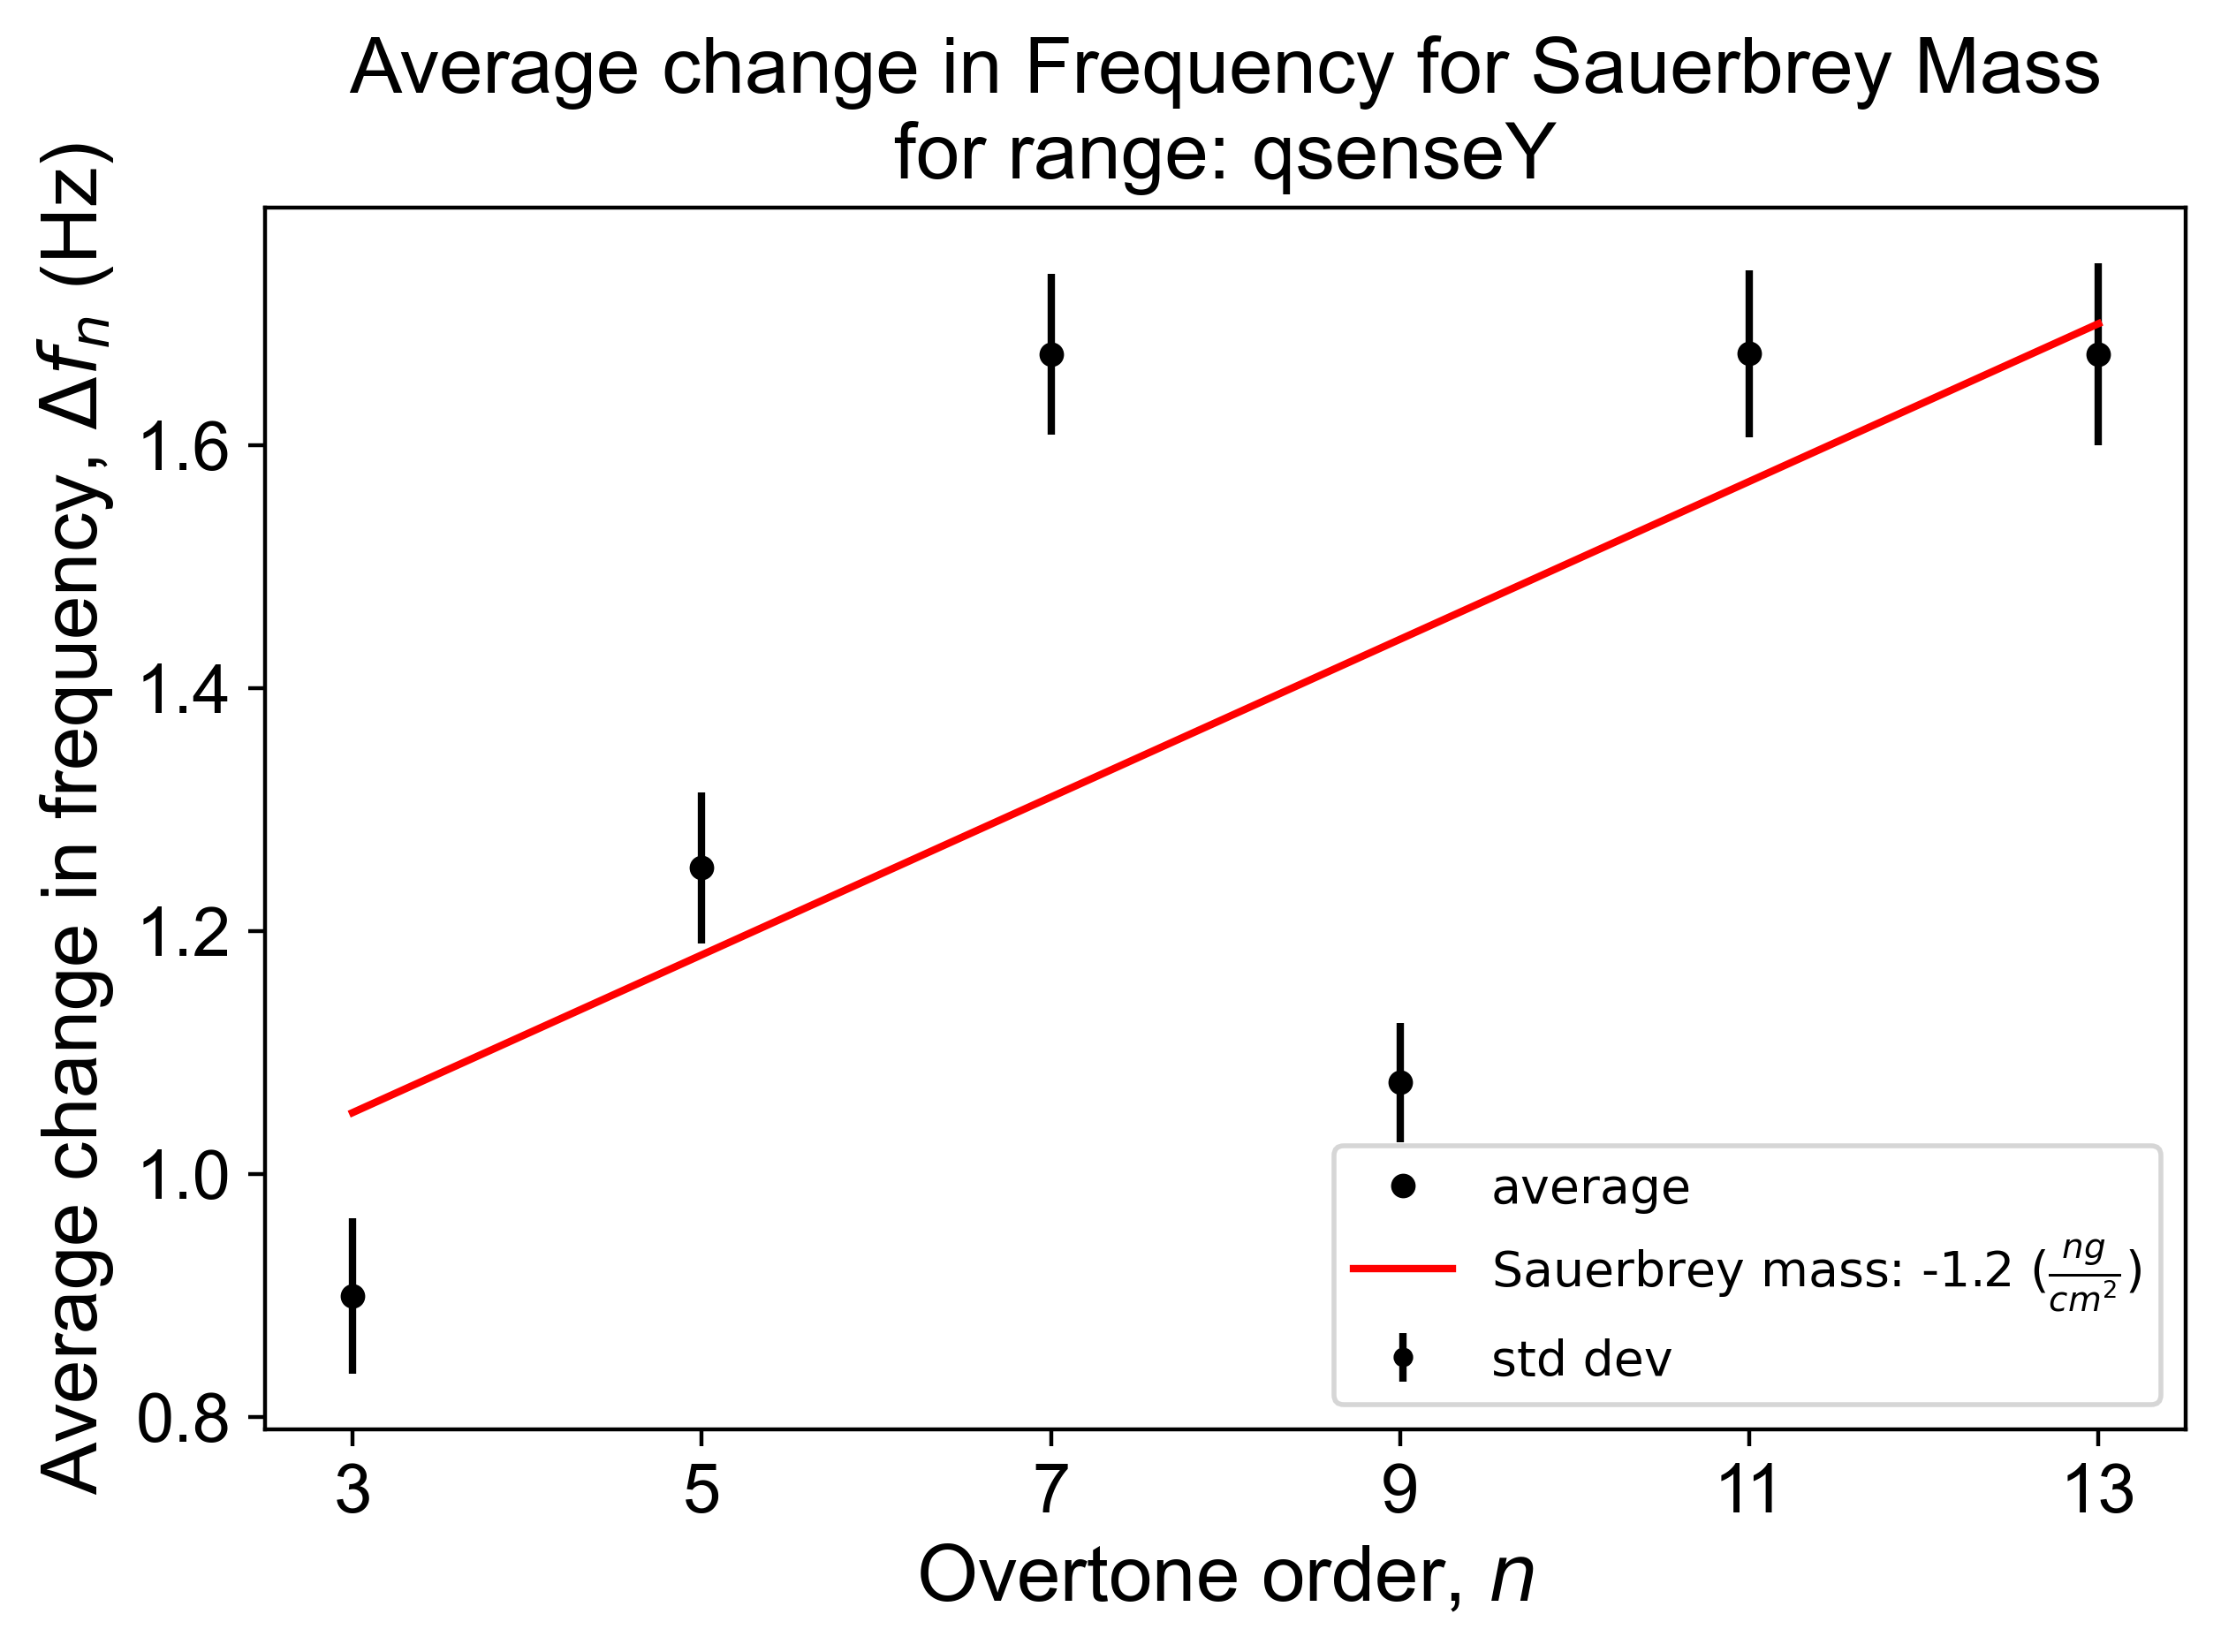 Average change in Frequency for Sauerbrey Mass
for range: qsenseY
Average change in frequency, Δfn (Hz)
1.6
1.4
1.2
1.0
0.8
average
Sauerbrey mass: -1.2 (ng/cm²)
std dev
3 5 7 9 11 13
Overtone order, n